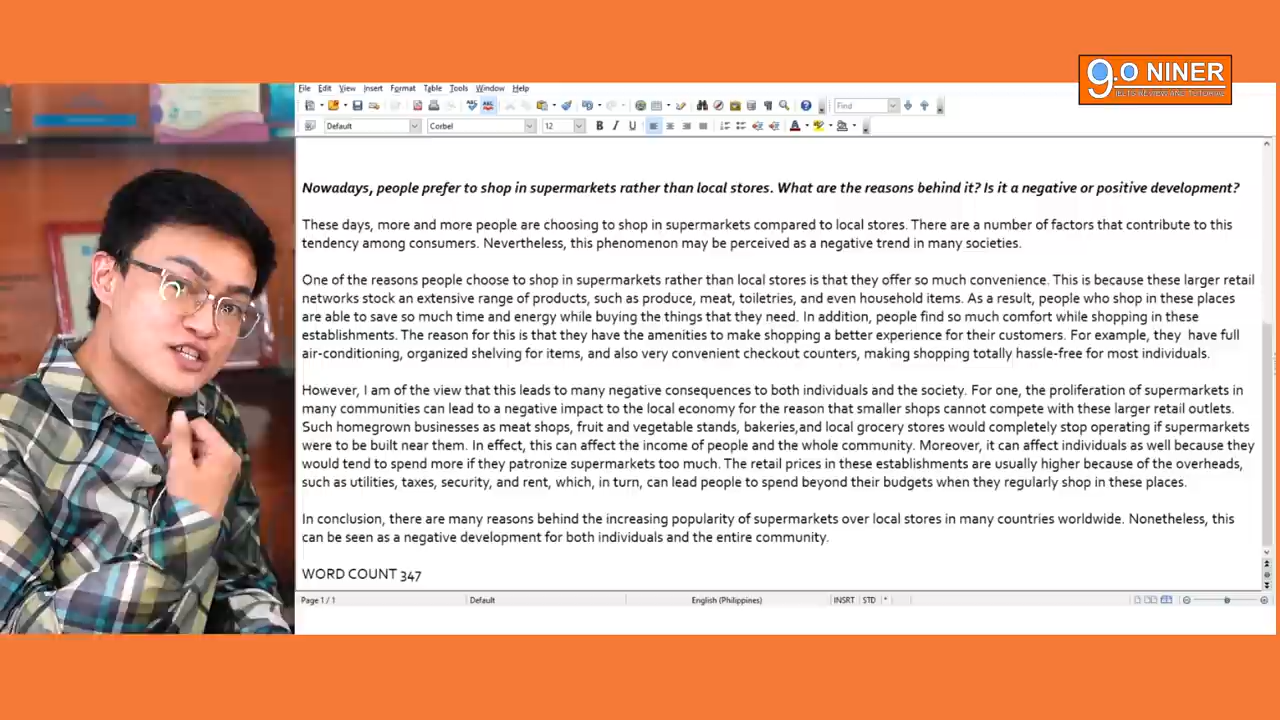 9.0 NINER
IELTS REVIEW AND TUTORIAL
File Edit View Insert Format Table Tools Window Help
Find
Default Corbel 12 B I U
Nowadays, people prefer to shop in supermarkets rather than local stores. What are the reasons behind it? Is it a negative or positive development?
These days, more and more people are choosing to shop in supermarkets compared to local stores. There are a number of factors that contribute to this
tendency among consumers. Nevertheless, this phenomenon may be perceived as a negative trend in many societies.
One of the reasons people choose to shop in supermarkets rather than local stores is that they offer so much convenience. This is because these larger retail
networks stock an extensive range of products, such as produce, meat, toiletries, and even household items. As a result, people who shop in these places
are able to save so much time and energy while buying the things that they need. In addition, people find so much comfort while shopping in these
establishments. The reason for this is that they have the amenities to make shopping a better experience for their customers. For example, they have full
air-conditioning, organized shelving for items, and also very convenient checkout counters, making shopping totally hassle-free for most individuals.
However, I am of the view that this leads to many negative consequences to both individuals and the society. For one, the proliferation of supermarkets in
many communities can lead to a negative impact to the local economy for the reason that smaller shops cannot compete with these larger retail outlets.
Such homegrown businesses as meat shops, fruit and vegetable stands, bakeries,and local grocery stores would completely stop operating if supermarkets
were to be built near them. In effect, this can affect the income of people and the whole community. Moreover, it can affect individuals as well because they
would tend to spend more if they patronize supermarkets too much. The retail prices in these establishments are usually higher because of the overheads,
such as utilities, taxes, security, and rent, which, in turn, can lead people to spend beyond their budgets when they regularly shop in these places.
In conclusion, there are many reasons behind the increasing popularity of supermarkets over local stores in many countries worldwide. Nonetheless, this
can be seen as a negative development for both individuals and the entire community.
WORD COUNT 347
Page 1 / 1 Default English (Philippines) INSRT STD *